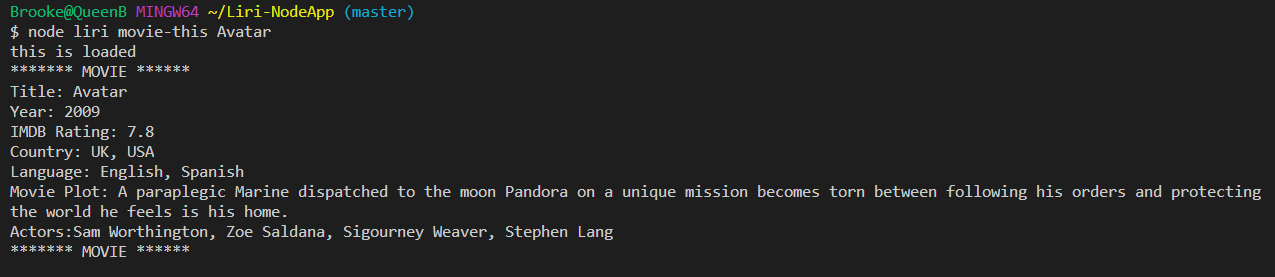 Brooke@QueenB MINGW64 ~/Liri-NodeApp (master)
$ node liri movie-this Avatar
this is loaded
******* MOVIE ******
Title: Avatar
Year: 2009
IMDB Rating: 7.8
Country: UK, USA
Language: English, Spanish
Movie Plot: A paraplegic Marine dispatched to the moon Pandora on a unique mission becomes torn between following his orders and protecting
the world he feels is his home.
Actors:Sam Worthington, Zoe Saldana, Sigourney Weaver, Stephen Lang
******* MOVIE ******